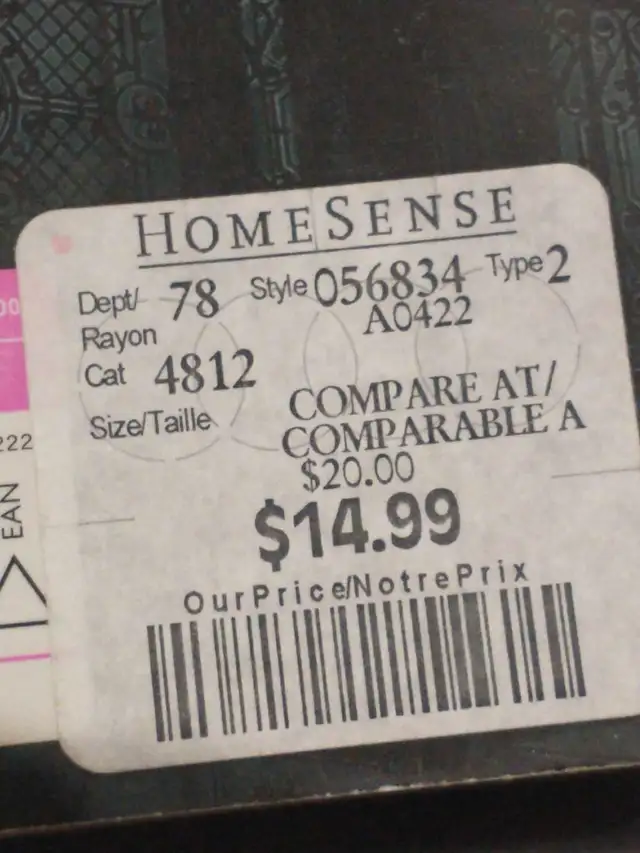 HOMESENSE
Dept/ 78 Style 056834 Type 2
Rayon A0422
Cat 4812
Size/Taille
COMPARE AT/
COMPARABLE A
$20.00
$14.99
OurPrice/NotrePrix
222
EAN